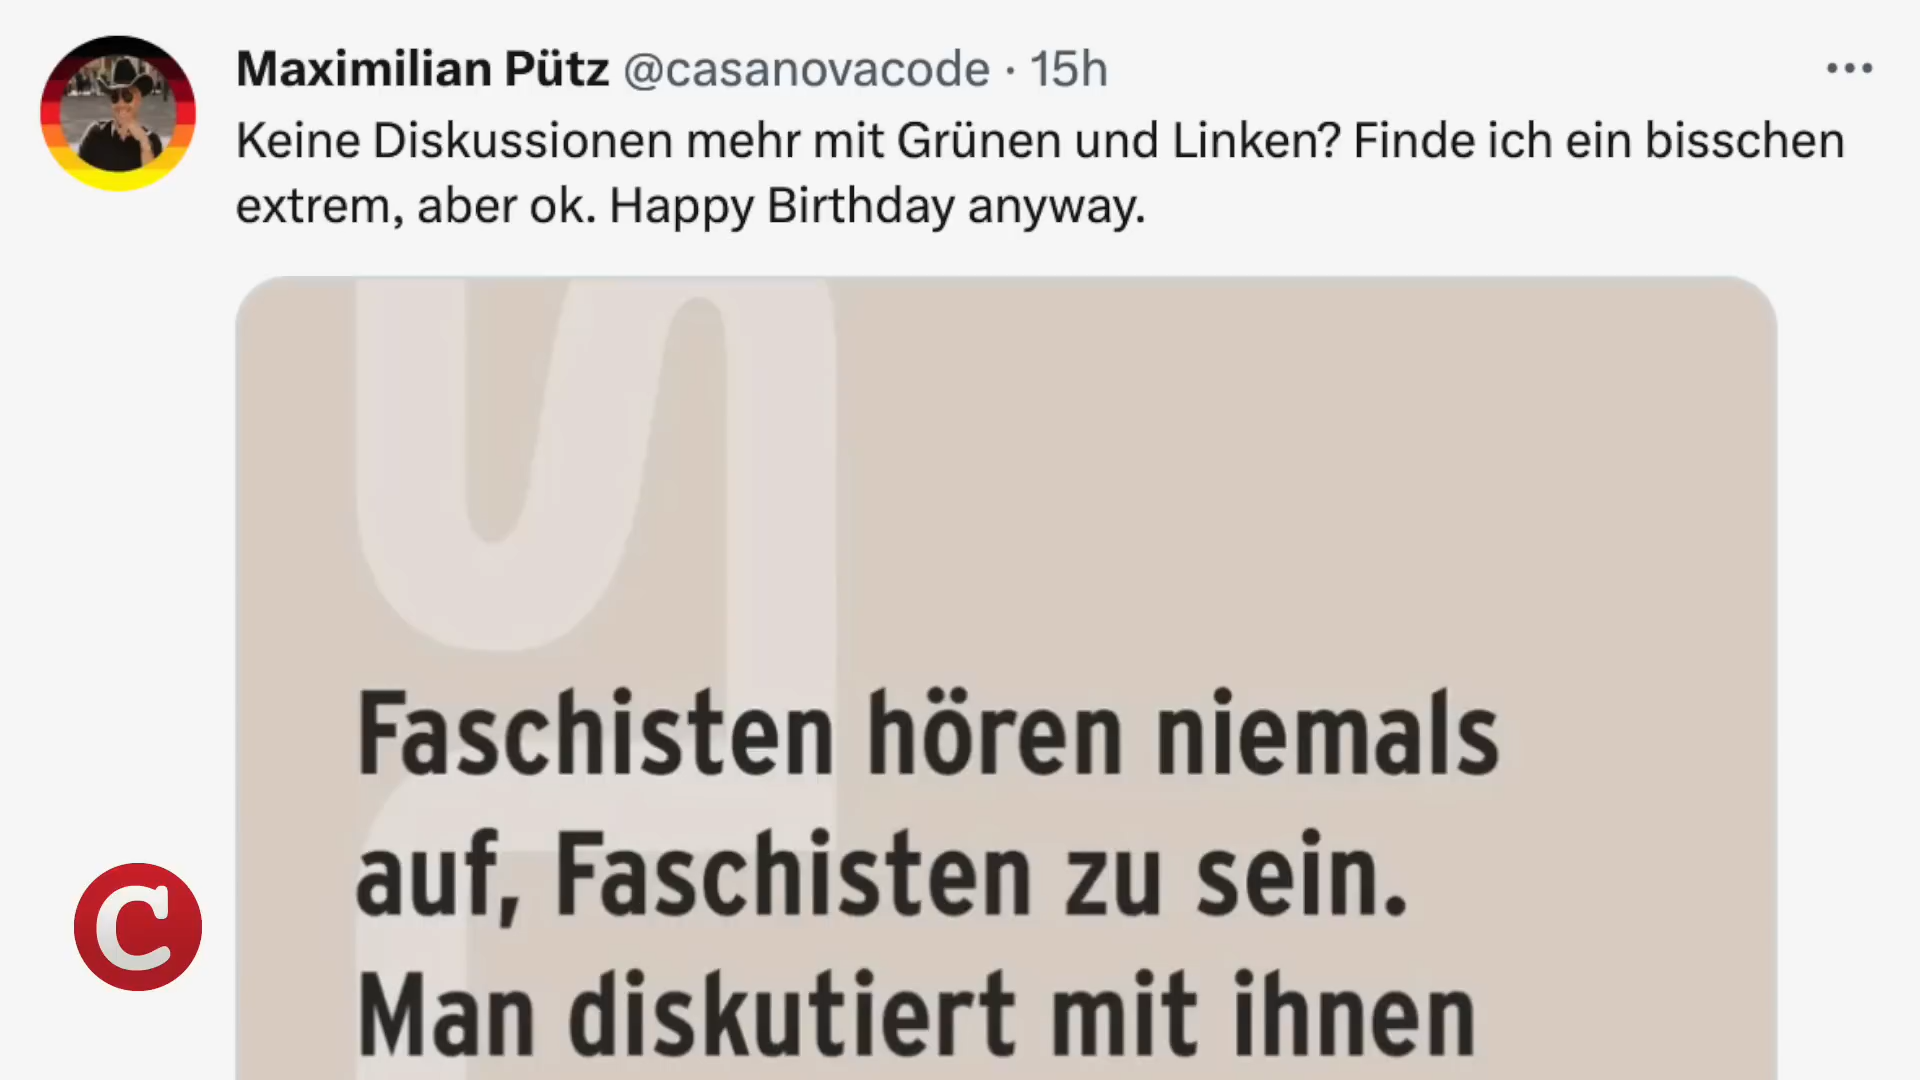 Maximilian Pütz @casanovacode · 15h
Keine Diskussionen mehr mit Grünen und Linken? Finde ich ein bisschen
extrem, aber ok. Happy Birthday anyway.
Faschisten hören niemals
auf, Faschisten zu sein.
Man diskutiert mit ihnen
C